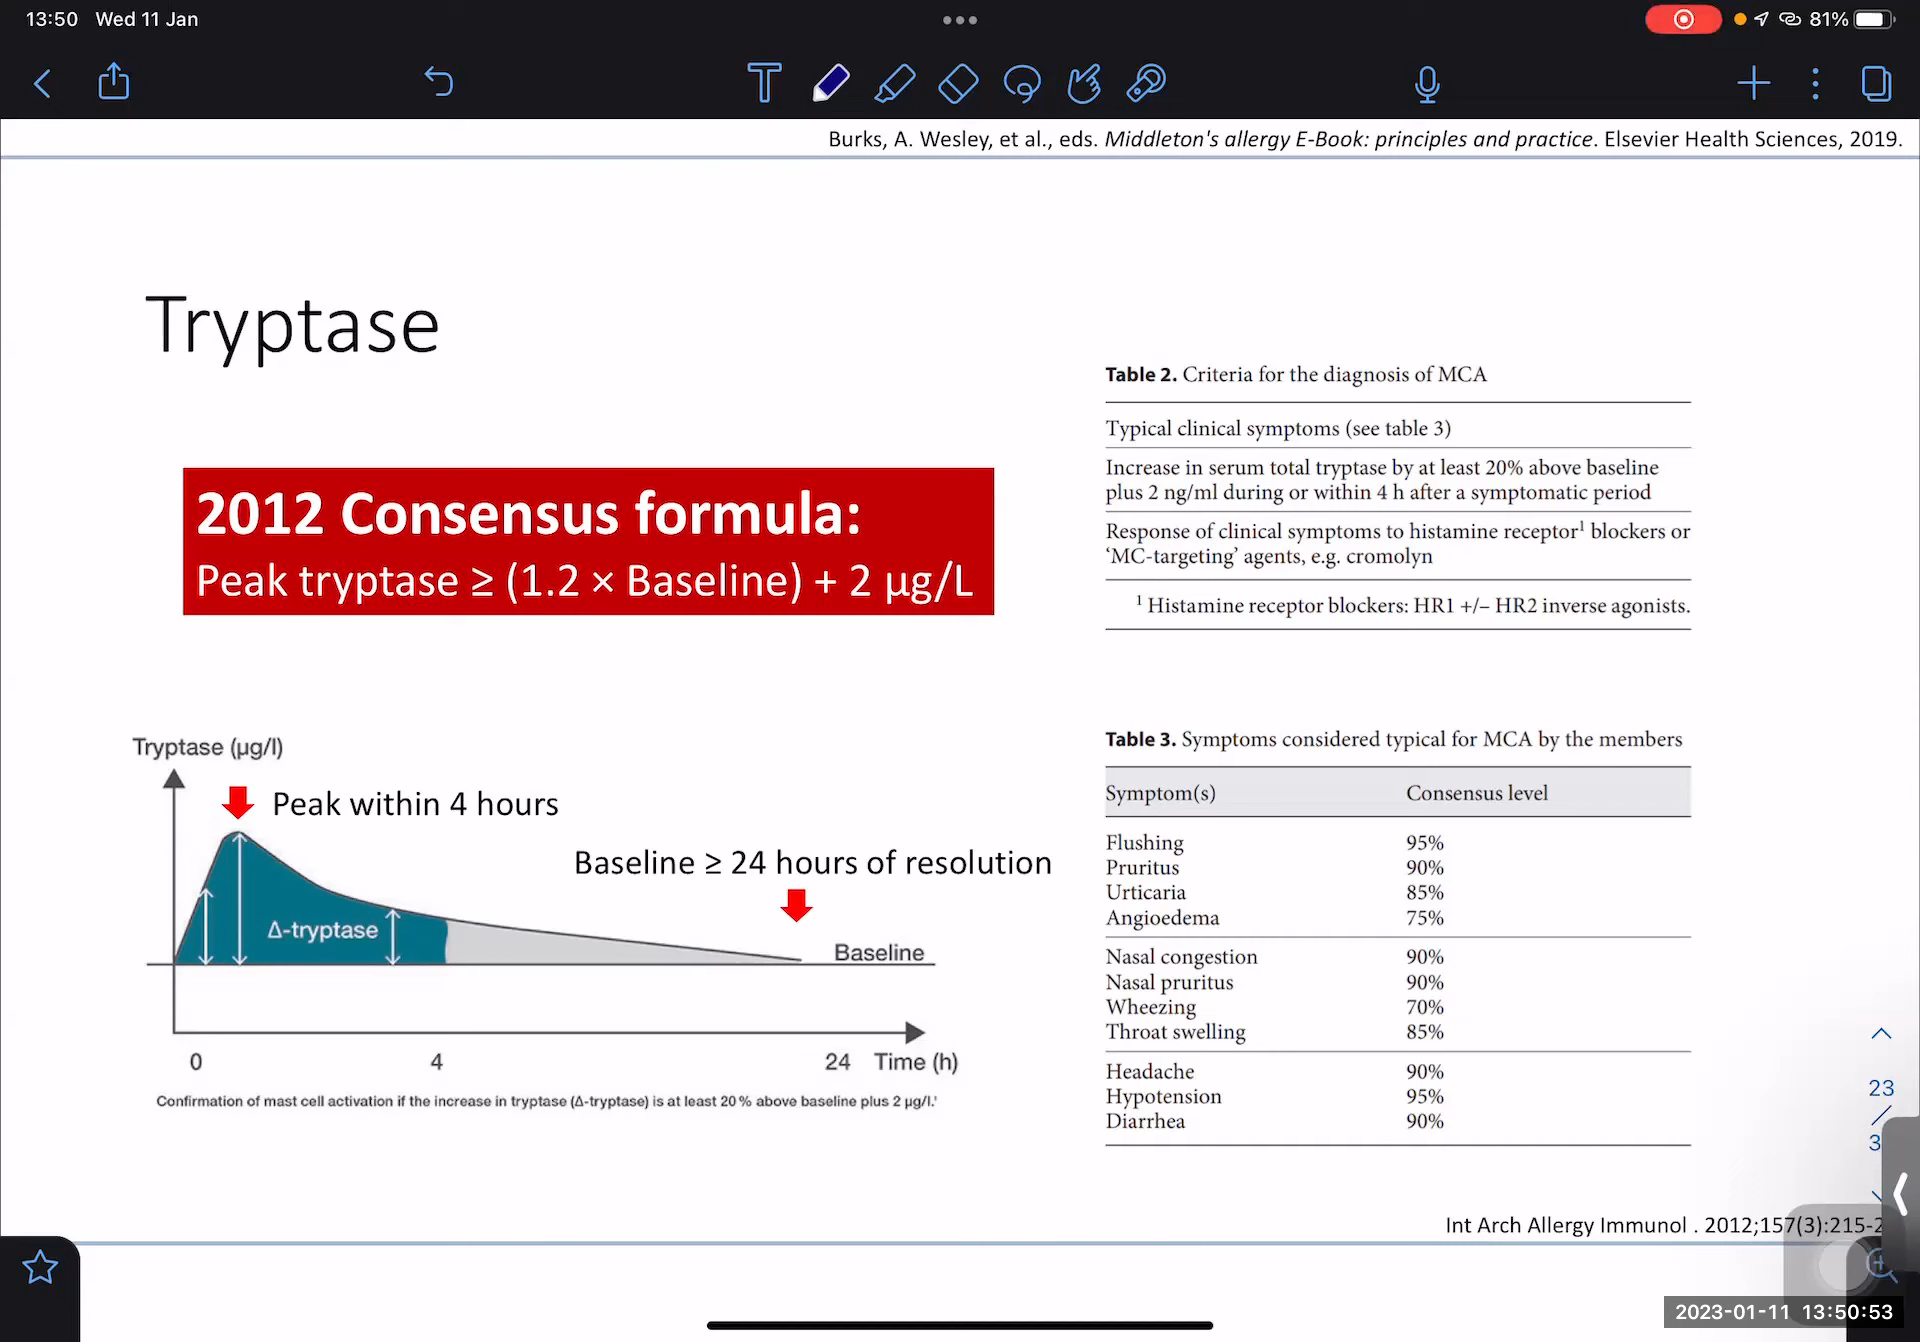 13:50 Wed 11 Jan
81%
Burks, A. Wesley, et al., eds. Middleton's allergy E-Book: principles and practice. Elsevier Health Sciences, 2019.
Tryptase
2012 Consensus formula:
Peak tryptase ≥ (1.2 × Baseline) + 2 µg/L
Tryptase (µg/l)
Peak within 4 hours
Baseline ≥ 24 hours of resolution
Δ-tryptase
Baseline
0 4 24 Time (h)
Confirmation of mast cell activation if the increase in tryptase (Δ-tryptase) is at least 20 % above baseline plus 2 µg/l.¹
Table 2. Criteria for the diagnosis of MCA
Typical clinical symptoms (see table 3)
Increase in serum total tryptase by at least 20% above baseline
plus 2 ng/ml during or within 4 h after a symptomatic period
Response of clinical symptoms to histamine receptor¹ blockers or
‘MC-targeting’ agents, e.g. cromolyn
¹ Histamine receptor blockers: HR1 +/– HR2 inverse agonists.
Table 3. Symptoms considered typical for MCA by the members
Symptom(s) Consensus level
Flushing 95%
Pruritus 90%
Urticaria 85%
Angioedema 75%
Nasal congestion 90%
Nasal pruritus 90%
Wheezing 70%
Throat swelling 85%
Headache 90%
Hypotension 95%
Diarrhea 90%
23
/
3
Int Arch Allergy Immunol . 2012;157(3):215-2
2023-01-11 13:50:53